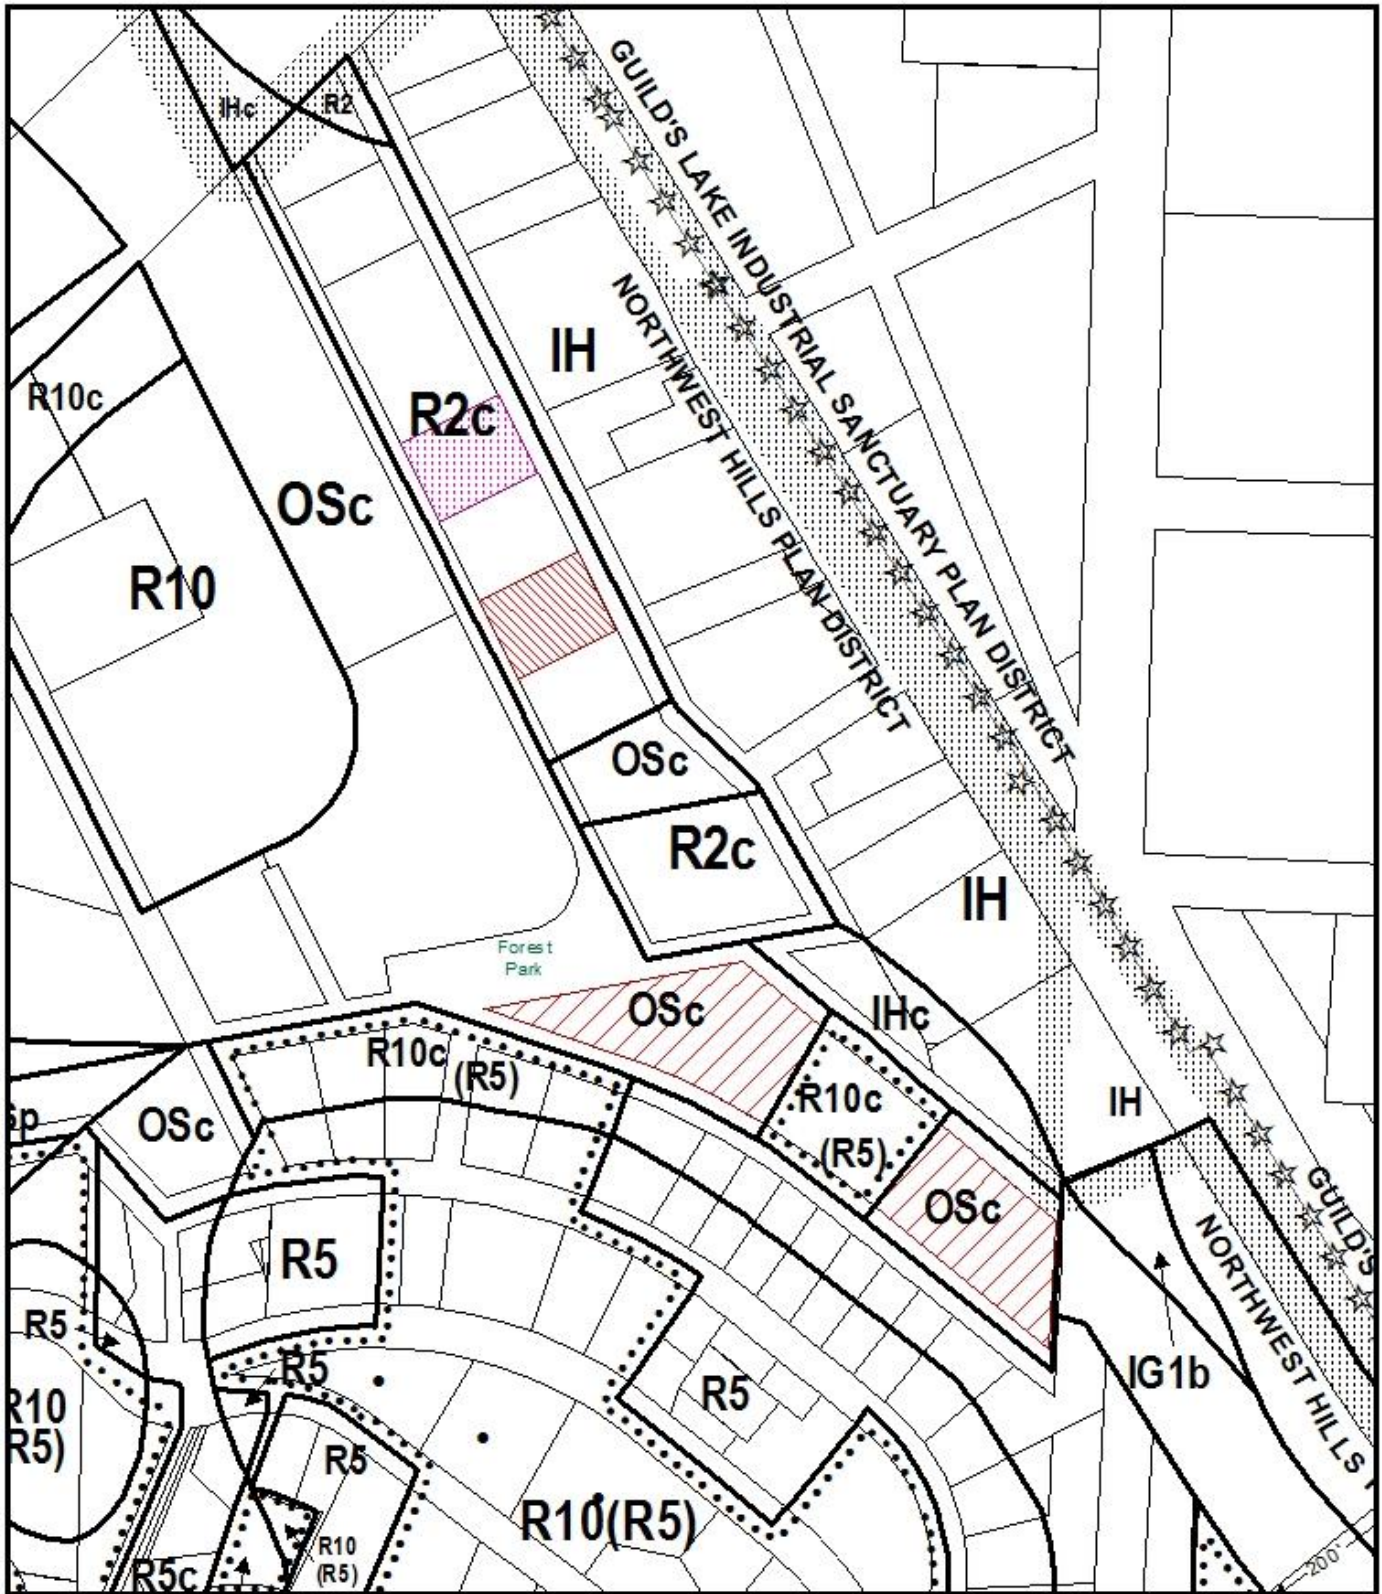 IHc
R2
GUILD'S LAKE INDUSTRIAL SANCTUARY PLAN DISTRICT
NORTHWEST HILLS PLAN DISTRICT
IH
R10c
R2c
OSc
R10
OSc
R2c
IH
Forest
Park
OSc
IHc
R10c
(R5)
R10c
(R5)
IH
Sp
OSc
OSc
R5
GUILD'S
NORTHWEST HILLS
R5
R5
IG1b
R5
R10
R5)
R5
R10(R5)
R10
(R5)
R5c
200'